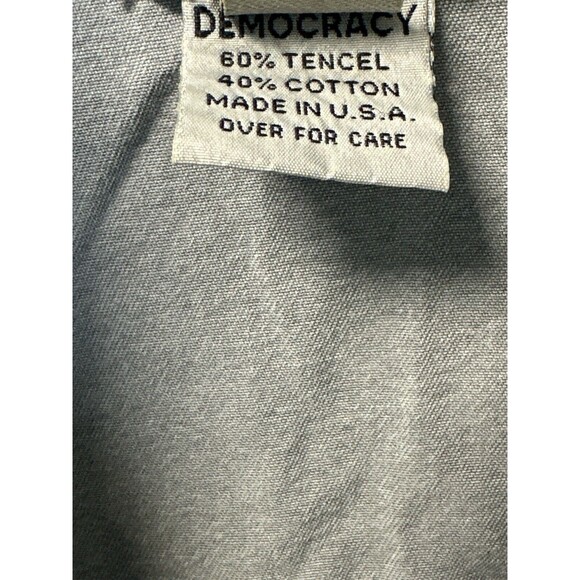 DEMOCRACY
60% TENCEL
40% COTTON
MADE IN U.S.A.
OVER FOR CARE